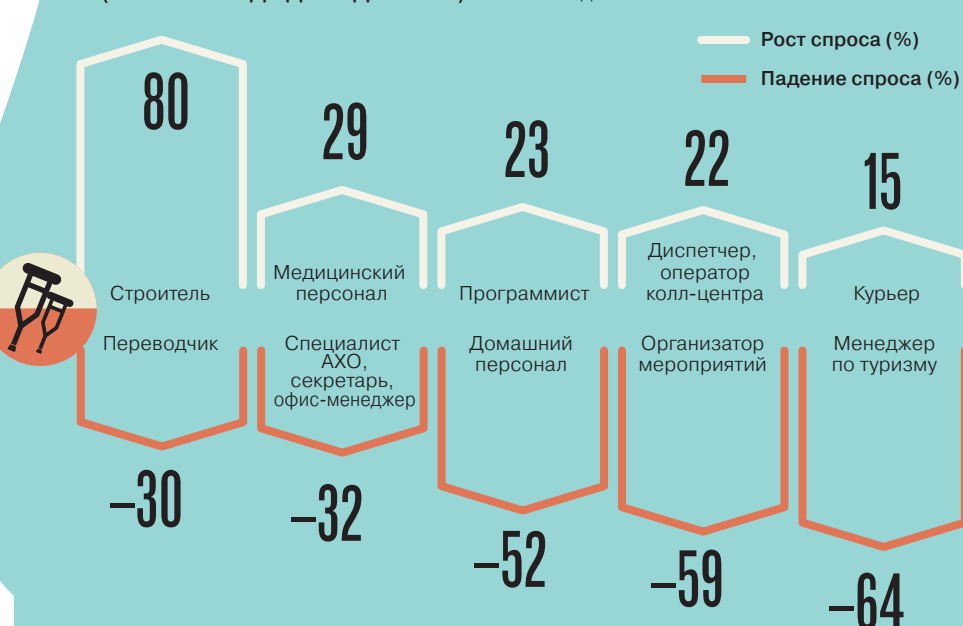 Рост спроса (%)
Падение спроса (%)
80
29
23
22
15
Строитель
Медицинский
персонал
Программист
Диспетчер,
оператор
колл-центра
Курьер
Переводчик
Специалист
АХО,
секретарь,
офис-менеджер
Домашний
персонал
Организатор
мероприятий
Менеджер
по туризму
–30
–32
–52
–59
–64